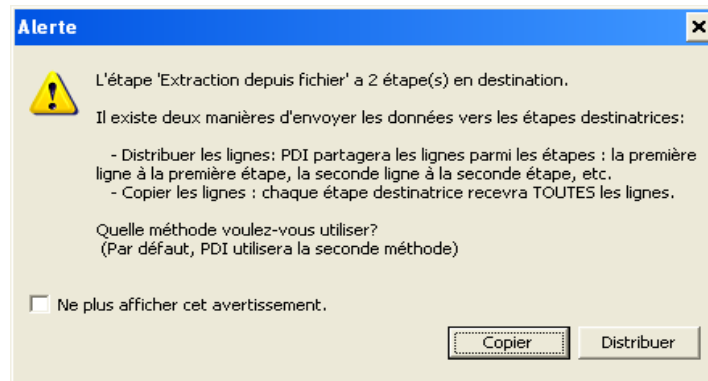 Alerte
L'étape 'Extraction depuis fichier' a 2 étape(s) en destination.
Il existe deux manières d'envoyer les données vers les étapes destinatrices:
- Distribuer les lignes: PDI partagera les lignes parmi les étapes : la première
ligne à la première étape, la seconde ligne à la seconde étape, etc.
- Copier les lignes : chaque étape destinatrice recevra TOUTES les lignes.
Quelle méthode voulez-vous utiliser?
(Par défaut, PDI utilisera la seconde méthode)
Ne plus afficher cet avertissement.
Copier
Distribuer